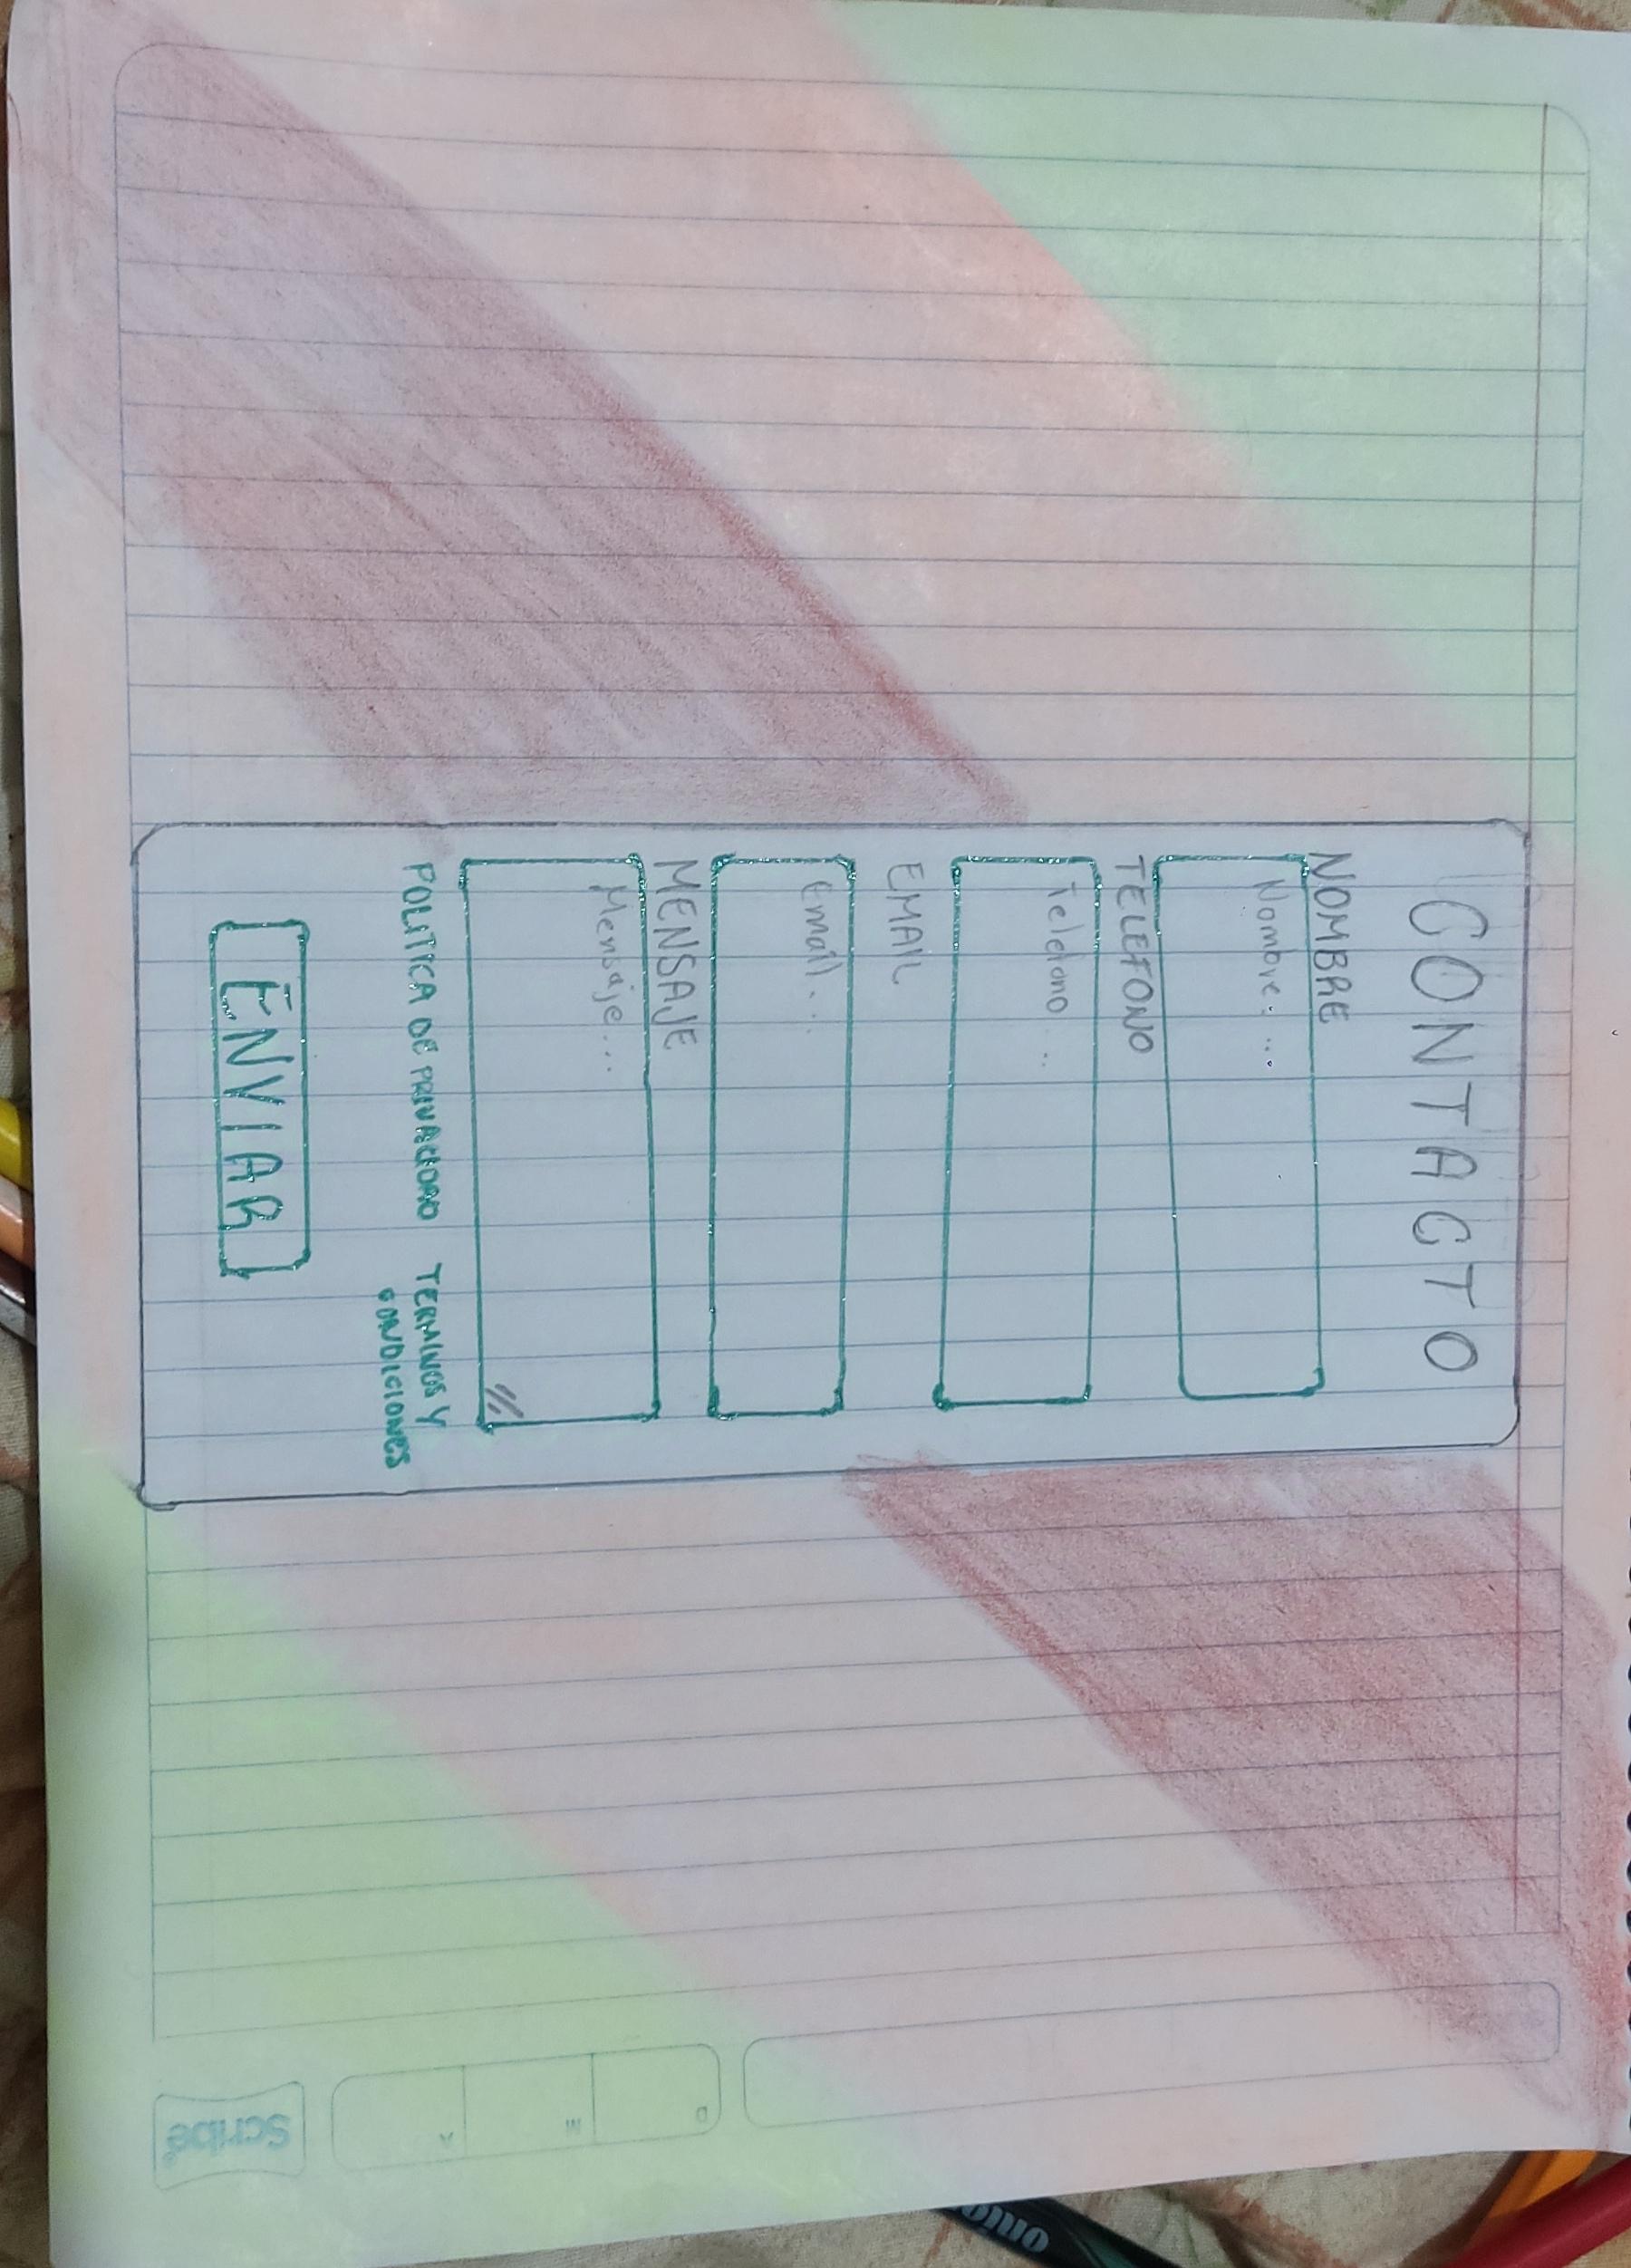 CONTACTO
NOMBRE
Nombre....
TELEFONO
Telefono...
EMAIL
Email...
MENSAJE
Mensaje...
POLITICA DE PRIVACIDAD TERMINOS Y
CONDICIONES
ENVIAR
Scribe